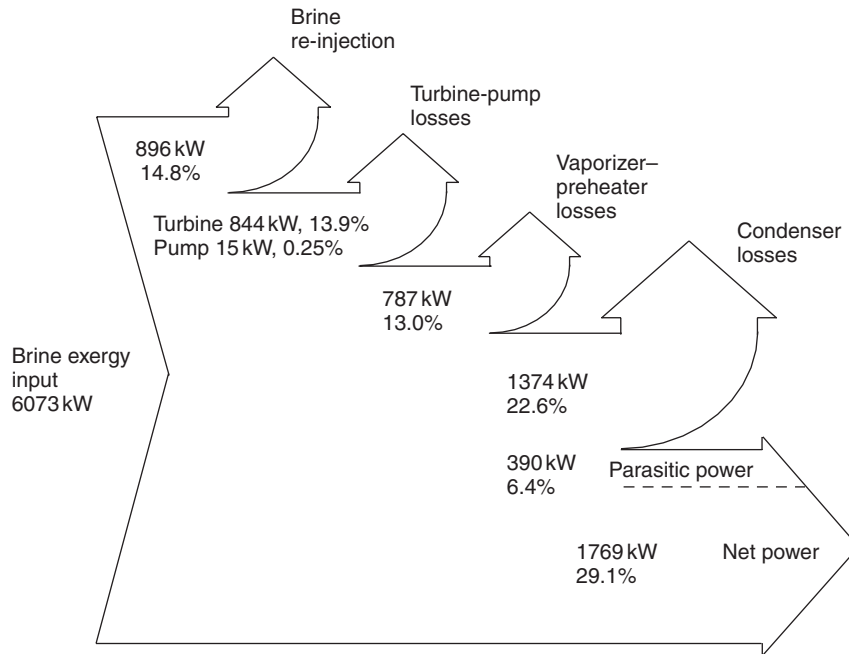 Brine
re-injection
Turbine-pump
losses
896 kW
14.8%
Vaporizer–
preheater
losses
Turbine 844 kW, 13.9%
Pump 15 kW, 0.25%
Condenser
losses
787 kW
13.0%
Brine exergy
input
6073 kW
1374 kW
22.6%
390 kW
6.4%
Parasitic power
1769 kW
29.1%
Net power